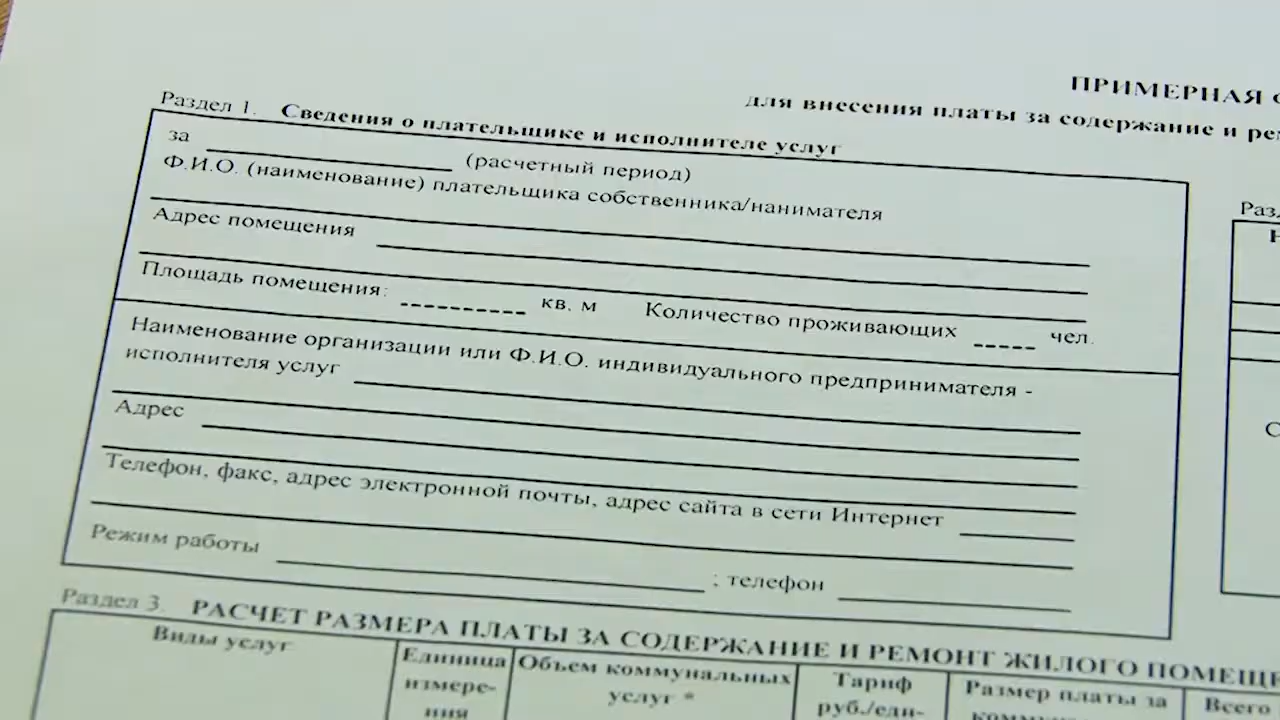 ПРИМЕРНАЯ
для внесения платы за содержание и
Раздел 1. Сведения о плательщике и исполнителе услуг
за (расчетный период)
Ф.И.О. (наименование) плательщика собственника/нанимателя
Адрес помещения
Площадь помещения: кв. м Количество проживающих чел.
Наименование организации или Ф.И.О. индивидуального предпринимателя -
исполнителя услуг
Адрес
Телефон, факс, адрес электронной почты, адрес сайта в сети Интернет
Режим работы ; телефон
Раздел 3. РАСЧЕТ РАЗМЕРА ПЛАТЫ ЗА СОДЕРЖАНИЕ И РЕМОНТ ЖИЛОГО
Виды услуг
Единица
измере-
ния
Объем коммунальных
услуг *
Тариф
руб./еди-
Размер платы за
Всего